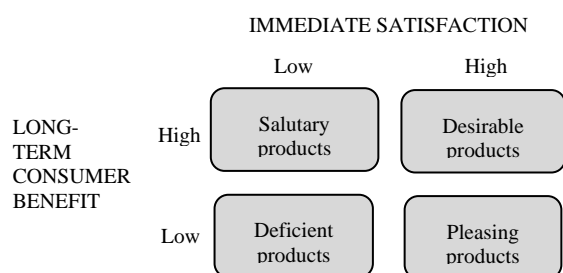 IMMEDIATE SATISFACTION
Low High
LONG-
TERM
CONSUMER
BENEFIT
High
Salutary
products
Desirable
products
Low
Deficient
products
Pleasing
products